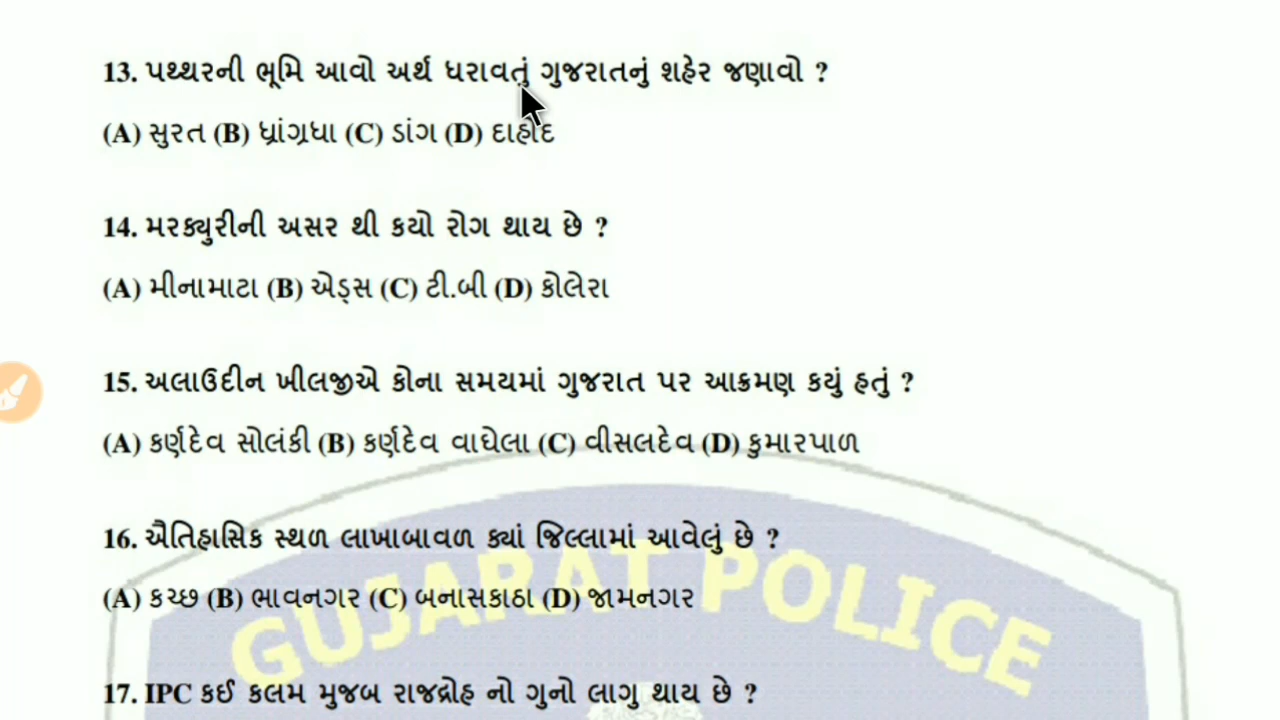 13. પથ્થરની ભૂમિ આવો અર્થ ધરાવતું ગુજરાતનું શહેર જણાવો ?
(A) સુરત (B) ધ્રાંગ્રધા (C) ડાંગ (D) દાહોદ
14. મરક્યુરીની અસર થી કયો રોગ થાય છે ?
(A) મીનામાટા (B) એડ્સ (C) ટી.બી (D) કોલેરા
15. અલાઉદીન ખીલજીએ કોના સમયમાં ગુજરાત પર આક્રમણ કયું હતું ?
(A) કર્ણદેવ સોલંકી (B) કર્ણદેવ વાઘેલા (C) વીસલદેવ (D) કુમારપાળ
16. ઐતિહાસિક સ્થળ લાખાબાવળ ક્યાં જિલ્લામાં આવેલું છે ?
(A) કચ્છ (B) ભાવનગર (C) બનાસકાઠા (D) જામનગર
GUJARAT POLICE
17. IPC કઈ કલમ મુજબ રાજદ્રોહ નો ગુનો લાગુ થાય છે ?